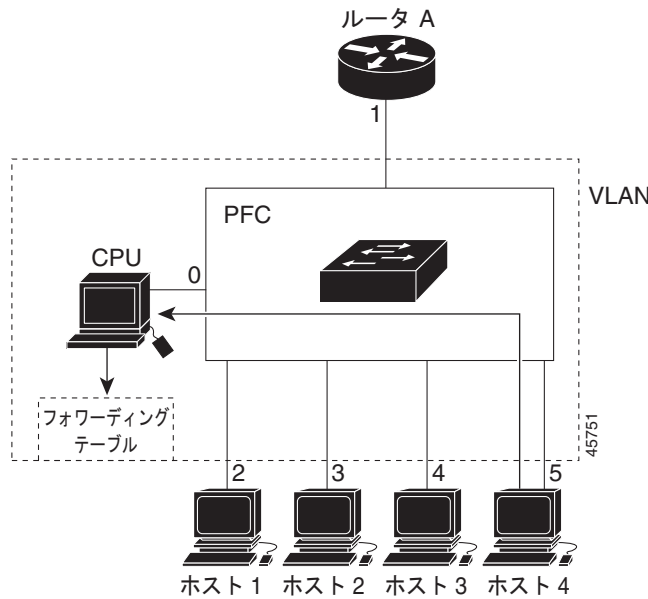 ルータ A
1
VLAN
PFC
CPU
0
フォワーディング
テーブル
45751
2
3
4
5
ホスト 1
ホスト 2
ホスト 3
ホスト 4